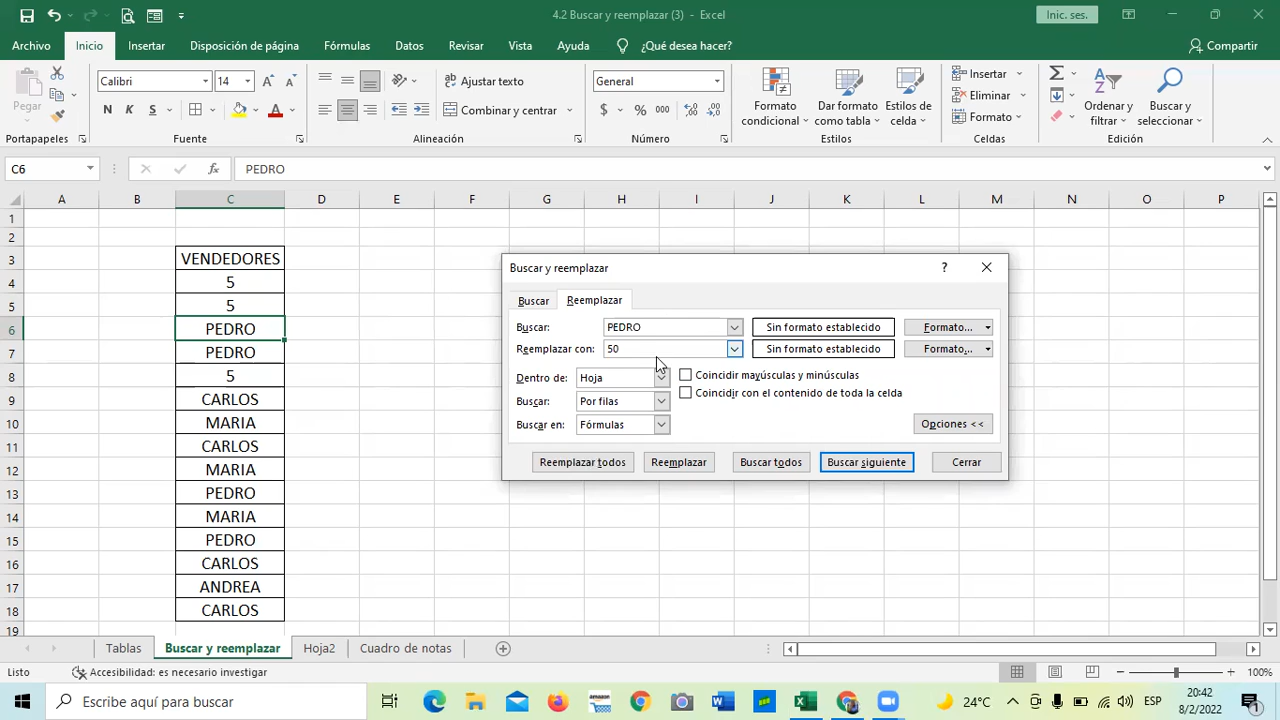 4.2 Buscar y reemplazar (3) - Excel
Inic. ses.
Archivo Inicio Insertar Disposición de página Fórmulas Datos Revisar Vista Ayuda ¿Qué desea hacer? Compartir
Pegar
Calibri 14
N K S
A A
Ajustar texto
Combinar y centrar
General
$ % 000
Formato condicional
Dar formato como tabla
Estilos de celda
Insertar
Eliminar
Formato
Ordenar y filtrar
Buscar y seleccionar
Portapapeles Fuente Alineación Número Estilos Celdas Edición
C6 fx PEDRO
A B C D E F G H I J K L M N O P
1
2
3 VENDEDORES
4 5
5 5
6 PEDRO
7 PEDRO
8 5
9 CARLOS
10 MARIA
11 CARLOS
12 MARIA
13 PEDRO
14 MARIA
15 PEDRO
16 CARLOS
17 ANDREA
18 CARLOS
19
Buscar y reemplazar ?
Buscar Reemplazar
Buscar: PEDRO Sin formato establecido Formato...
Reemplazar con: 50 Sin formato establecido Formato...
Dentro de: Hoja Coincidir mayúsculas y minúsculas
Coincidir con el contenido de toda la celda
Buscar: Por filas
Buscar en: Fórmulas Opciones <<
Reemplazar todos Reemplazar Buscar todos Buscar siguiente Cerrar
Tablas Buscar y reemplazar Hoja2 Cuadro de notas
Listo Accesibilidad: es necesario investigar 100%
Escribe aquí para buscar
amazon
24°C ESP
20:42
8/2/2022
1